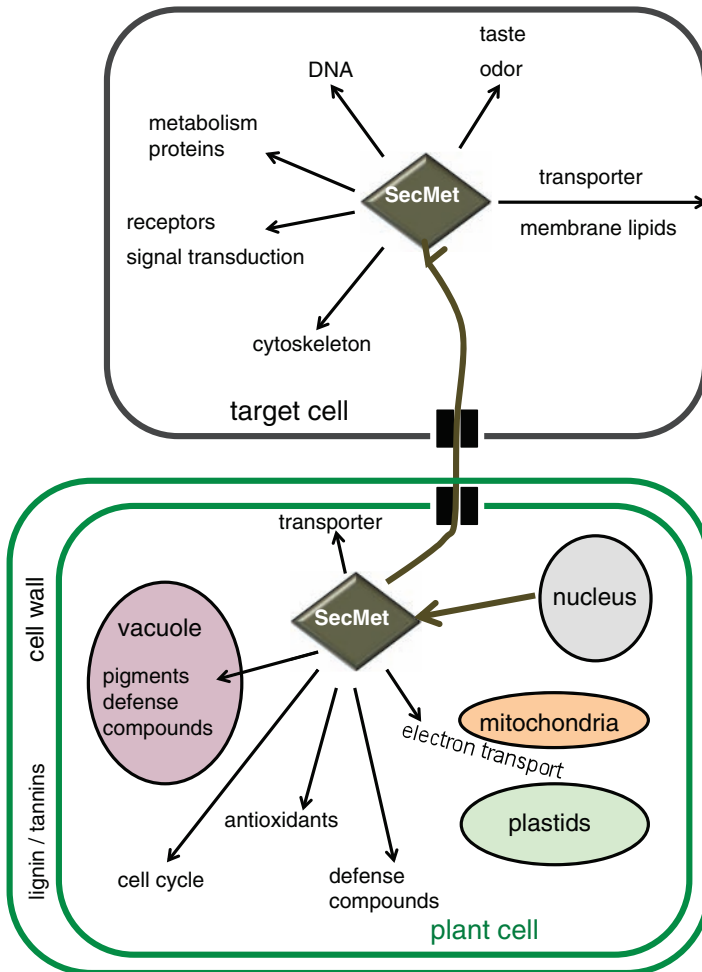 taste
DNA
odor
metabolism
proteins
SecMet
transporter
receptors
membrane lipids
signal transduction
cytoskeleton
target cell
transporter
cell wall
nucleus
SecMet
vacuole
pigments
defense
compounds
mitochondria
electron transport
antioxidants
plastids
lignin / tannins
cell cycle
defense
compounds
plant cell